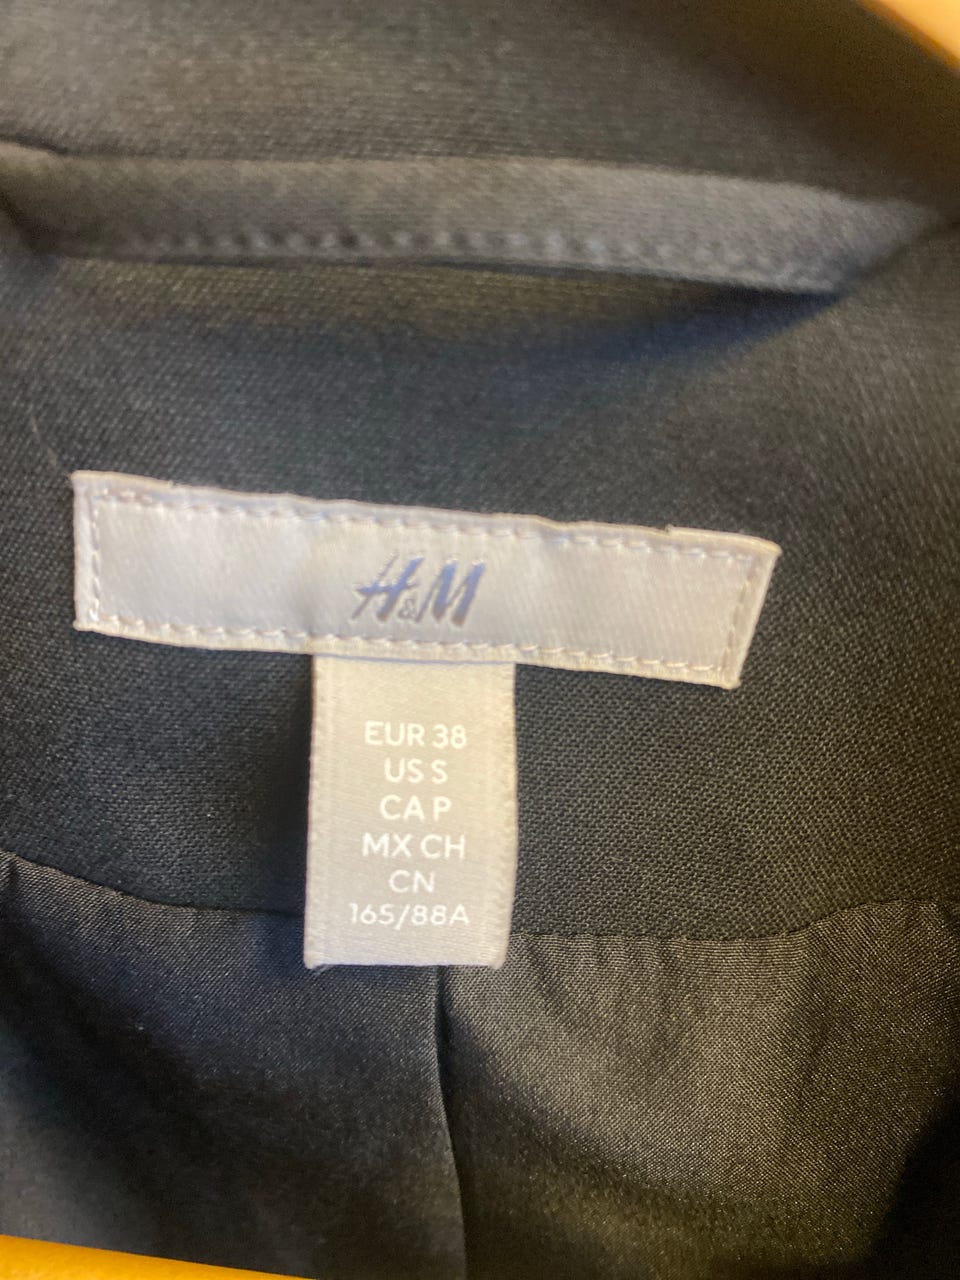 H&M
EUR 38
US S
CA P
MX CH
CN
165/88A